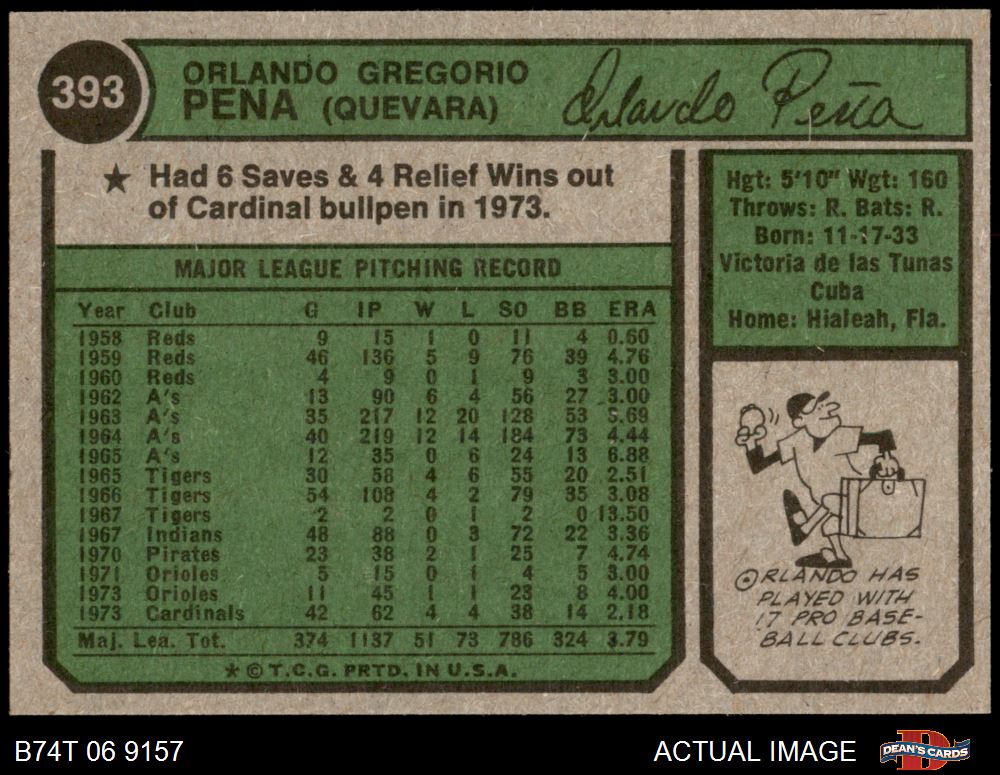 393
ORLANDO GREGORIO
PENA (QUEVARA)
Orlando Peña
★ Had 6 Saves & 4 Relief Wins out
of Cardinal bullpen in 1973.
MAJOR LEAGUE PITCHING RECORD
Year Club G IP W L SO BB ERA
1958 Reds 9 15 1 0 11 4 0.60
1959 Reds 46 136 5 9 76 39 4.76
1960 Reds 4 9 0 1 9 3 3.00
1962 A's 13 90 6 4 56 27 3.00
1963 A's 35 217 12 20 128 53 3.69
1964 A's 40 219 12 14 184 73 4.44
1965 A's 12 35 0 6 24 13 6.88
1965 Tigers 30 58 4 6 55 20 2.51
1966 Tigers 54 108 4 2 79 35 3.08
1967 Tigers 2 2 0 1 2 0 13.50
1967 Indians 48 88 0 3 72 22 3.36
1970 Pirates 23 38 2 1 25 7 4.74
1971 Orioles 5 15 0 1 4 5 3.00
1973 Orioles 11 45 1 1 23 8 4.00
1973 Cardinals 42 62 4 4 38 14 2.18
Maj. Lea. Tot. 374 1137 51 73 786 324 3.79
★ © T.C.G. PRTD. IN U.S.A.
Hgt: 5'10" Wgt: 160
Throws: R. Bats: R.
Born: 11-17-33
Victoria de las Tunas
Cuba
Home: Hialeah, Fla.
ORLANDO HAS
PLAYED WITH
17 PRO BASE-
BALL CLUBS.
B74T 06 9157
ACTUAL IMAGE
DEAN'S CARDS